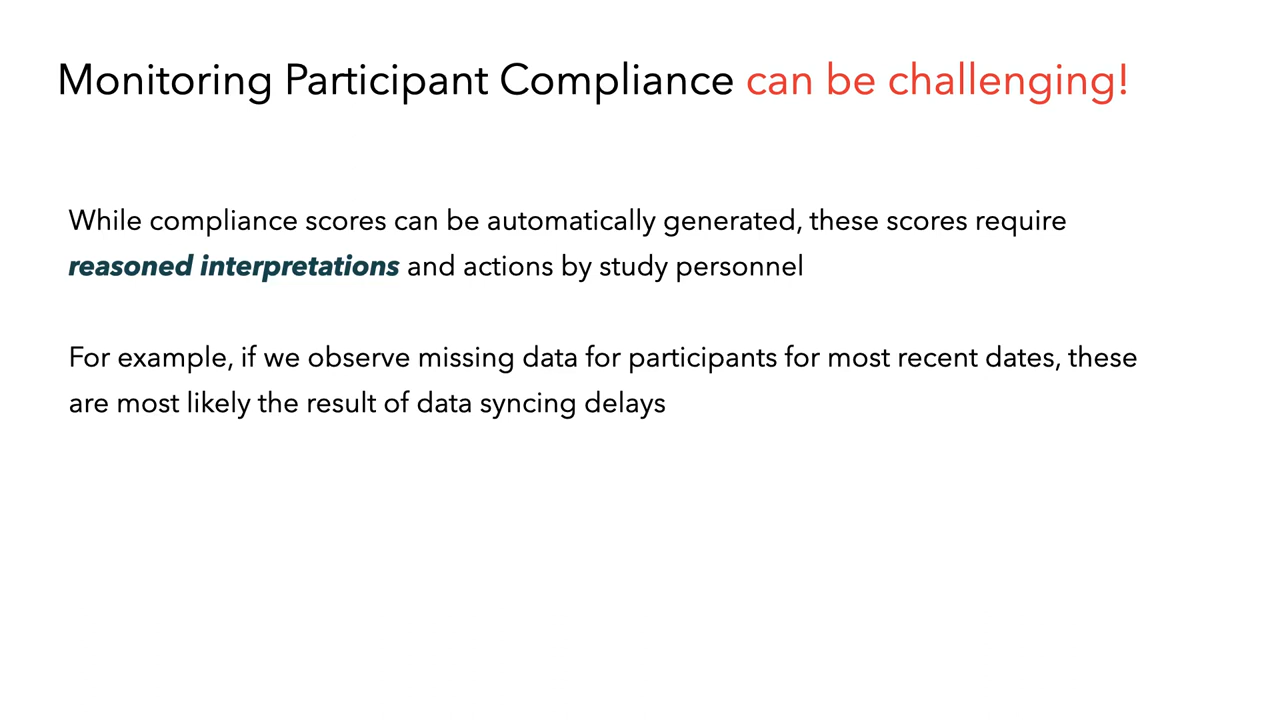 Monitoring Participant Compliance can be challenging!
While compliance scores can be automatically generated, these scores require
reasoned interpretations and actions by study personnel
For example, if we observe missing data for participants for most recent dates, these
are most likely the result of data syncing delays